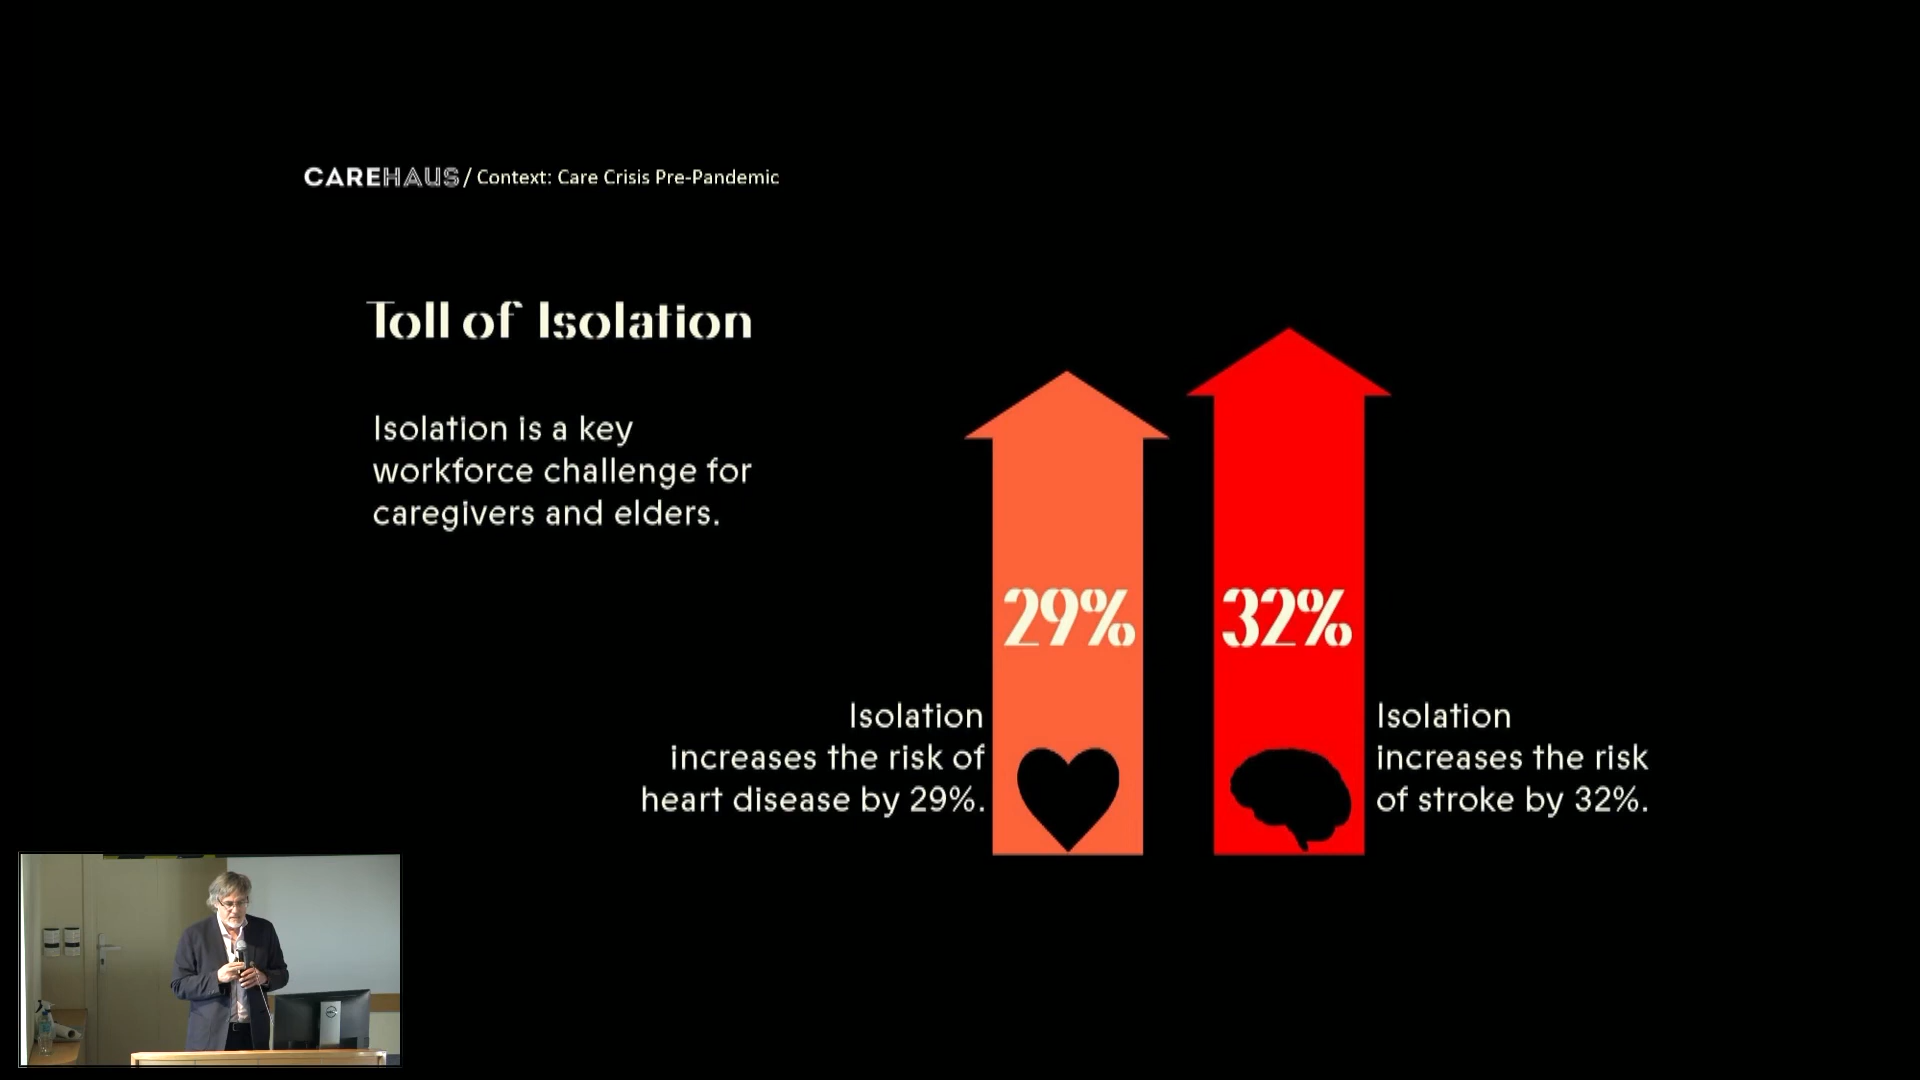 CAREHAUS / Context: Care Crisis Pre-Pandemic
Toll of Isolation
Isolation is a key
workforce challenge for
caregivers and elders.
29%
32%
Isolation
increases the risk of
heart disease by 29%.
Isolation
increases the risk
of stroke by 32%.